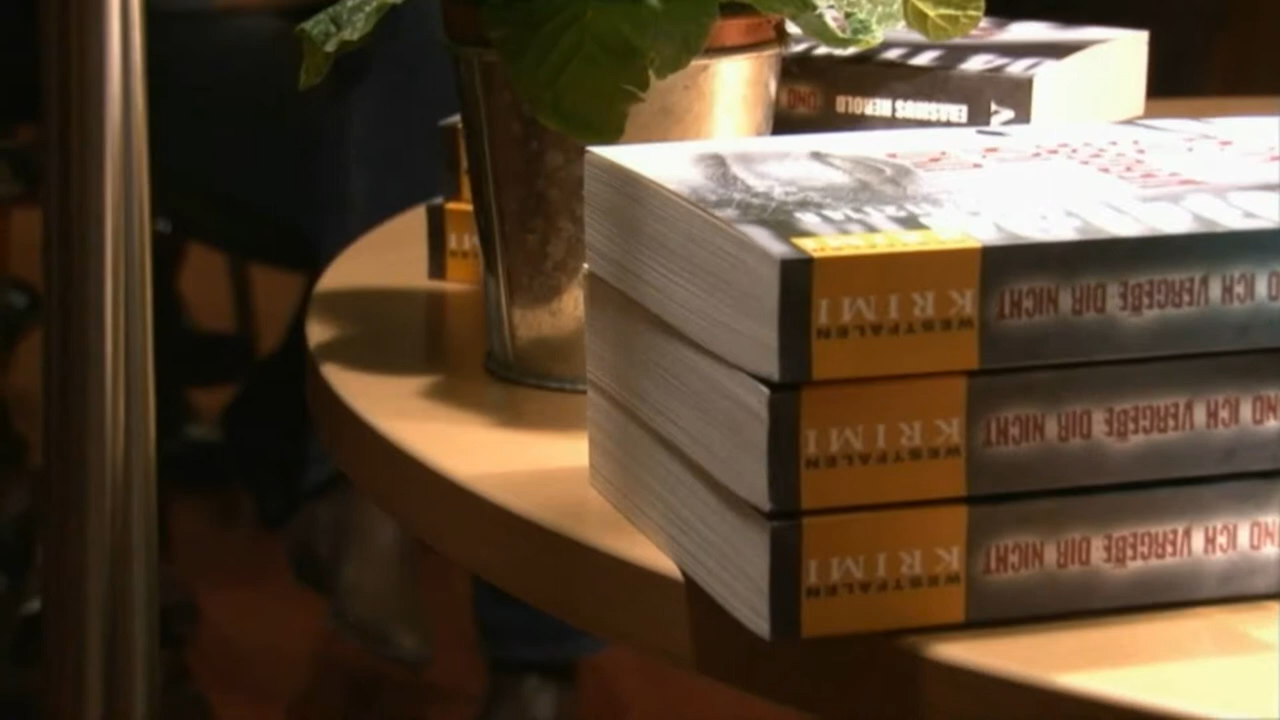 ERASMUS HEROLD UND
WESTFALEN
KRIMI
ND ICH VERGEBE DIR NICHT
WESTFALEN
KRIMI
ND ICH VERGEBE DIR NICHT
WESTFALEN
KRIMI
ND ICH VERGEBE DIR NICHT